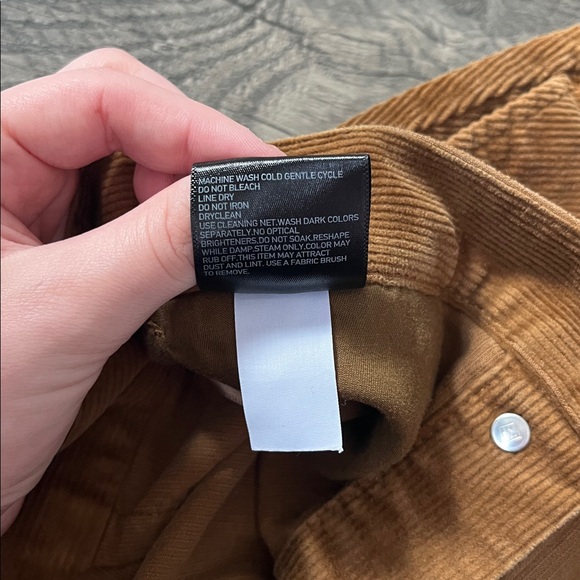 MACHINE WASH COLD GENTLE CYCLE
DO NOT BLEACH
LINE DRY
DO NOT IRON
DRYCLEAN
USE CLEANING NET.WASH DARK COLORS
SEPARATELY.NO OPTICAL
BRIGHTENERS.DO NOT SOAK.RESHAPE
WHILE DAMP.STEAM ONLY.COLOR MAY
RUB OFF.THIS ITEM MAY ATTRACT
DUST AND LINT. USE A FABRIC BRUSH
TO REMOVE.